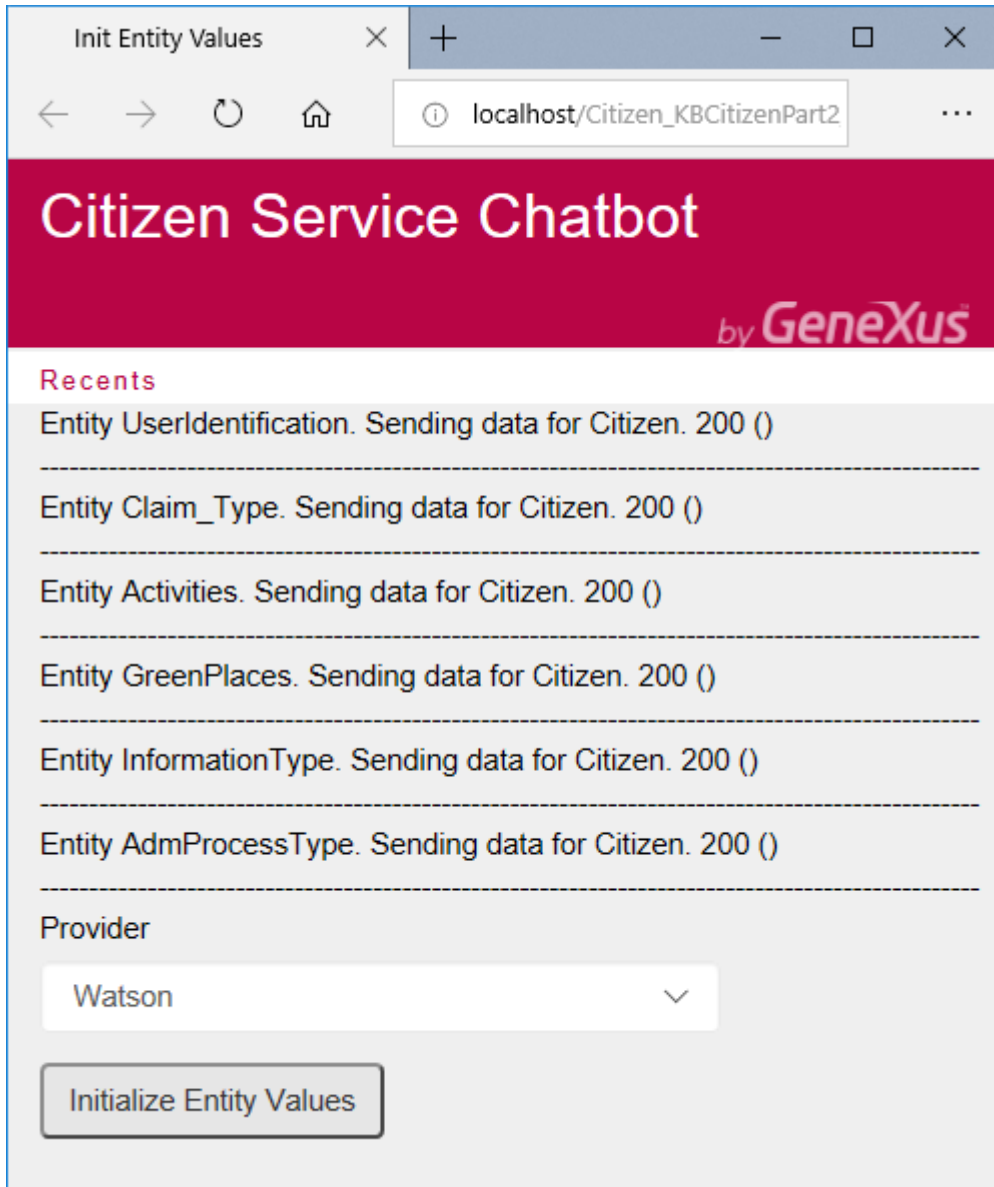 Init Entity Values
localhost/Citizen_KBCitizenPart2
Citizen Service Chatbot
by GeneXus™
Recents
Entity UserIdentification. Sending data for Citizen. 200 ()
Entity Claim_Type. Sending data for Citizen. 200 ()
Entity Activities. Sending data for Citizen. 200 ()
Entity GreenPlaces. Sending data for Citizen. 200 ()
Entity InformationType. Sending data for Citizen. 200 ()
Entity AdmProcessType. Sending data for Citizen. 200 ()
Provider
Watson
Initialize Entity Values